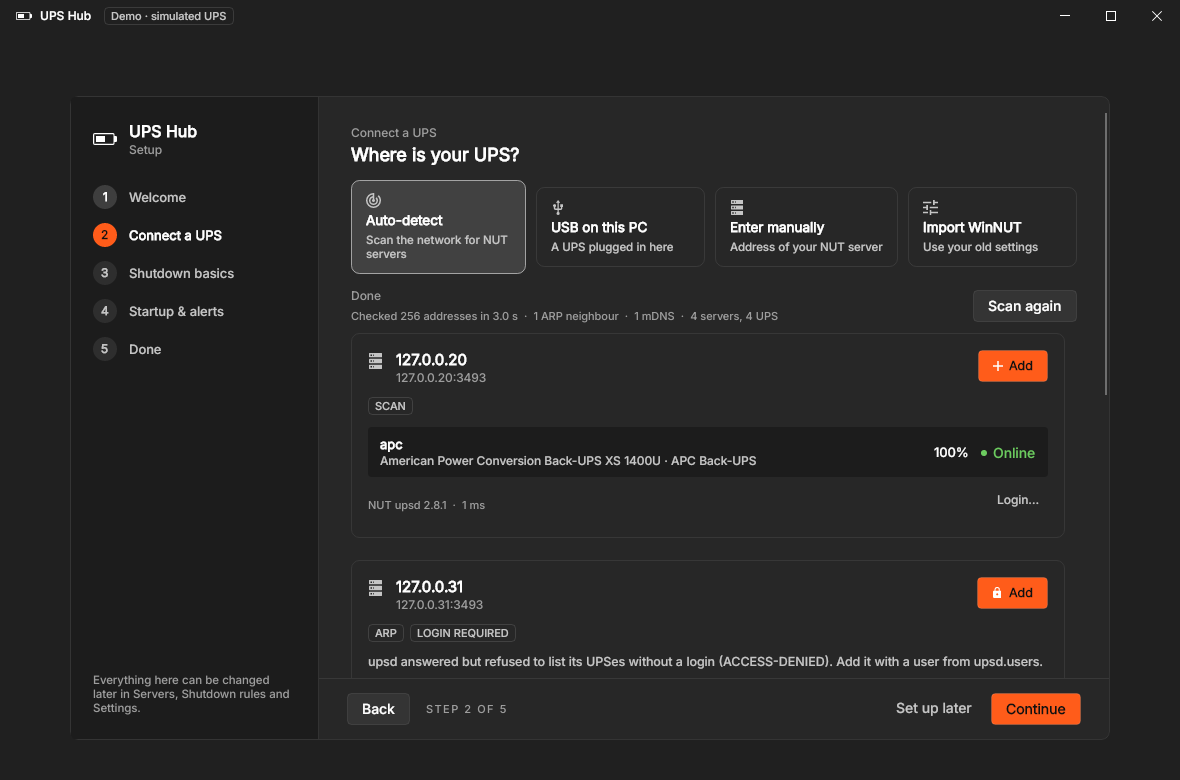 UPS Hub
Demo · simulated UPS
UPS Hub
Setup
1 Welcome
2 Connect a UPS
3 Shutdown basics
4 Startup & alerts
5 Done
Everything here can be changed
later in Servers, Shutdown rules and
Settings.
Connect a UPS
Where is your UPS?
Auto-detect
Scan the network for NUT
servers
USB on this PC
A UPS plugged in here
Enter manually
Address of your NUT server
Import WinNUT
Use your old settings
Done
Checked 256 addresses in 3.0 s · 1 ARP neighbour · 1 mDNS · 4 servers, 4 UPS
Scan again
127.0.0.20
127.0.0.20:3493
Add
SCAN
apc
American Power Conversion Back-UPS XS 1400U · APC Back-UPS
100% Online
NUT upsd 2.8.1 · 1 ms
Login...
127.0.0.31
127.0.0.31:3493
Add
ARP LOGIN REQUIRED
upsd answered but refused to list its UPSes without a login (ACCESS-DENIED). Add it with a user from upsd.users.
Back
STEP 2 OF 5
Set up later
Continue